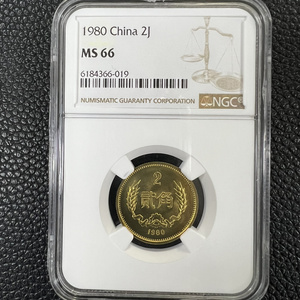 1980 China 2J
MS 66
6184366-019
NUMISMATIC GUARANTY CORPORATION
NGC
2
贰角
1980